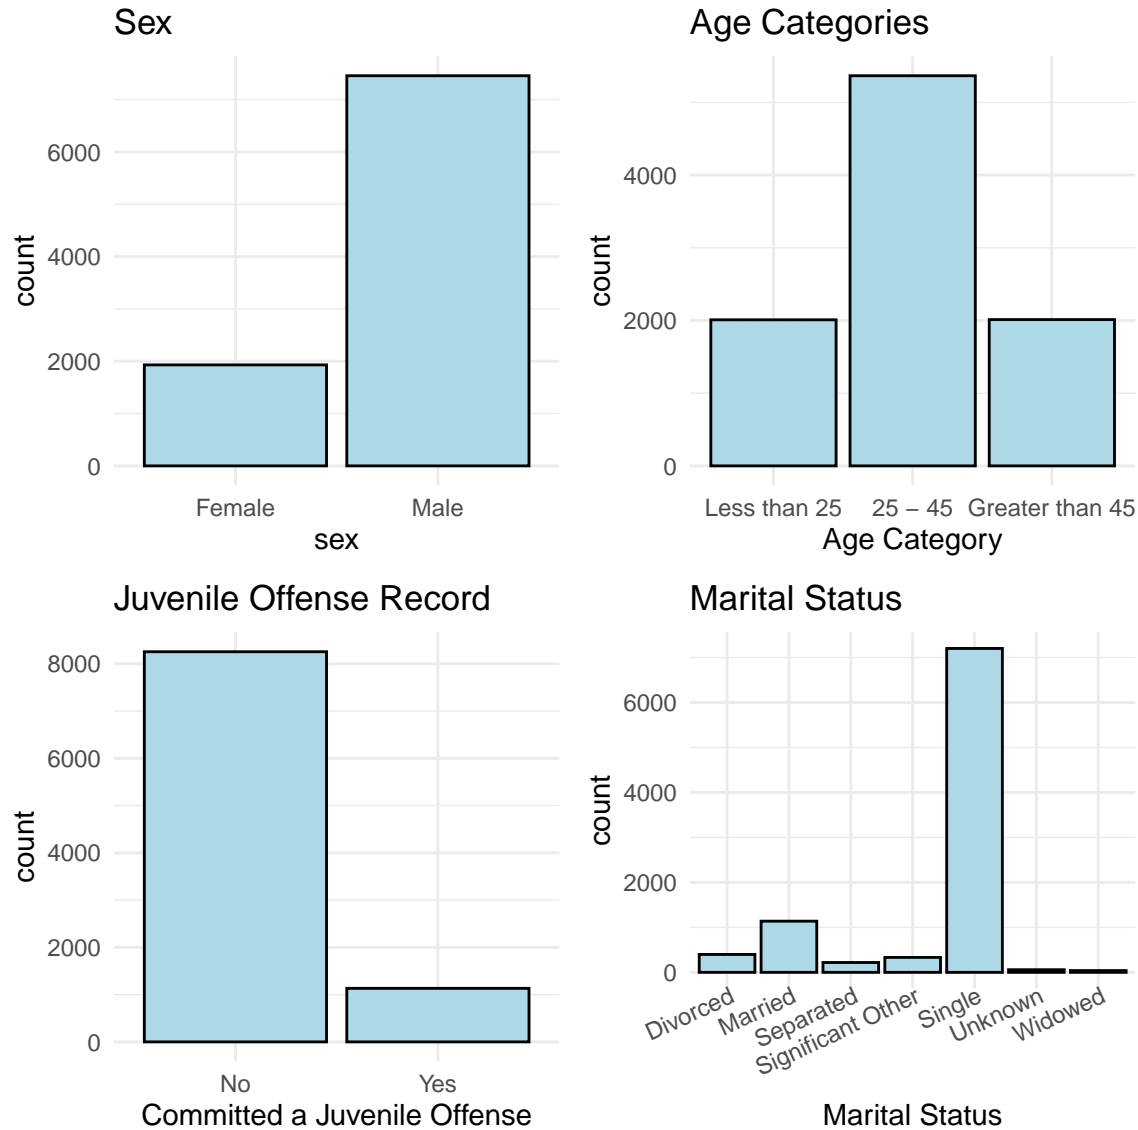 Sex
6000
4000
2000
0
count
Female
Male
sex
Age Categories
4000
2000
0
count
Less than 25
25 – 45
Greater than 45
Age Category
Juvenile Offense Record
8000
6000
4000
2000
0
count
No
Yes
Committed a Juvenile Offense
Marital Status
6000
4000
2000
0
count
Divorced
Married
Separated
Significant Other
Single
Unknown
Widowed
Marital Status